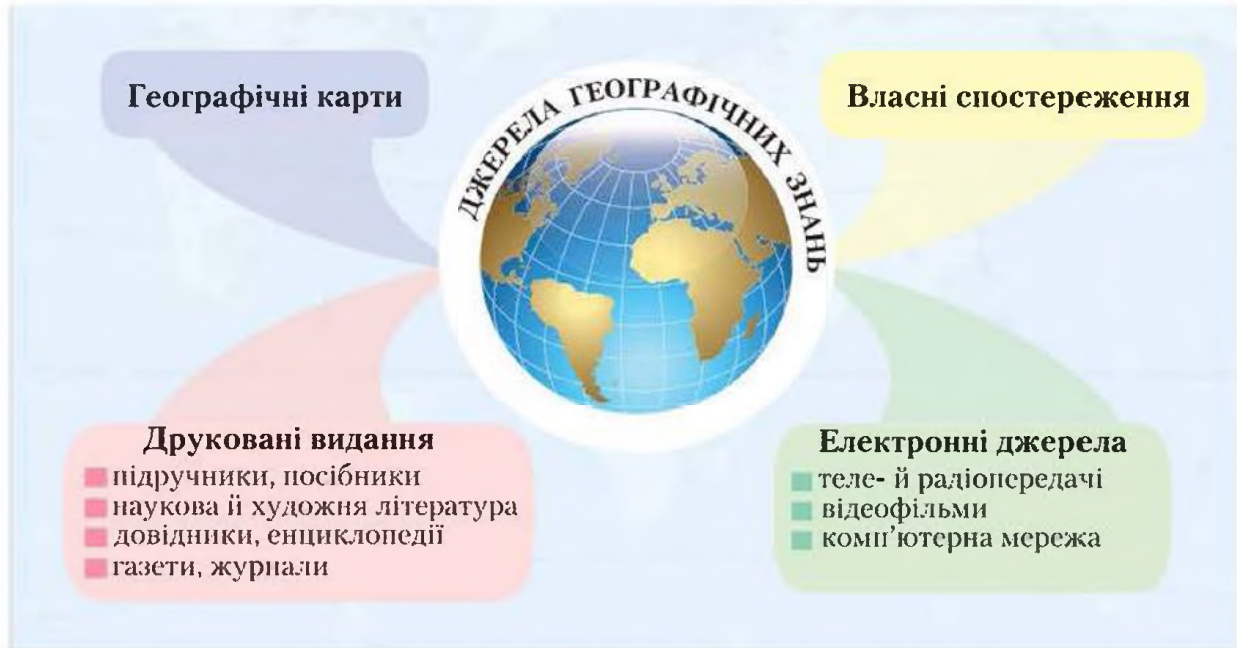 Географічні карти
ДЖЕРЕЛА ГЕОГРАФІЧНИХ ЗНАНЬ
Власні спостереження
Друковані видання
підручники, посібники
наукова й художня література
довідники, енциклопедії
газети, журнали
Електронні джерела
теле- й радіопередачі
відеофільми
комп’ютерна мережа